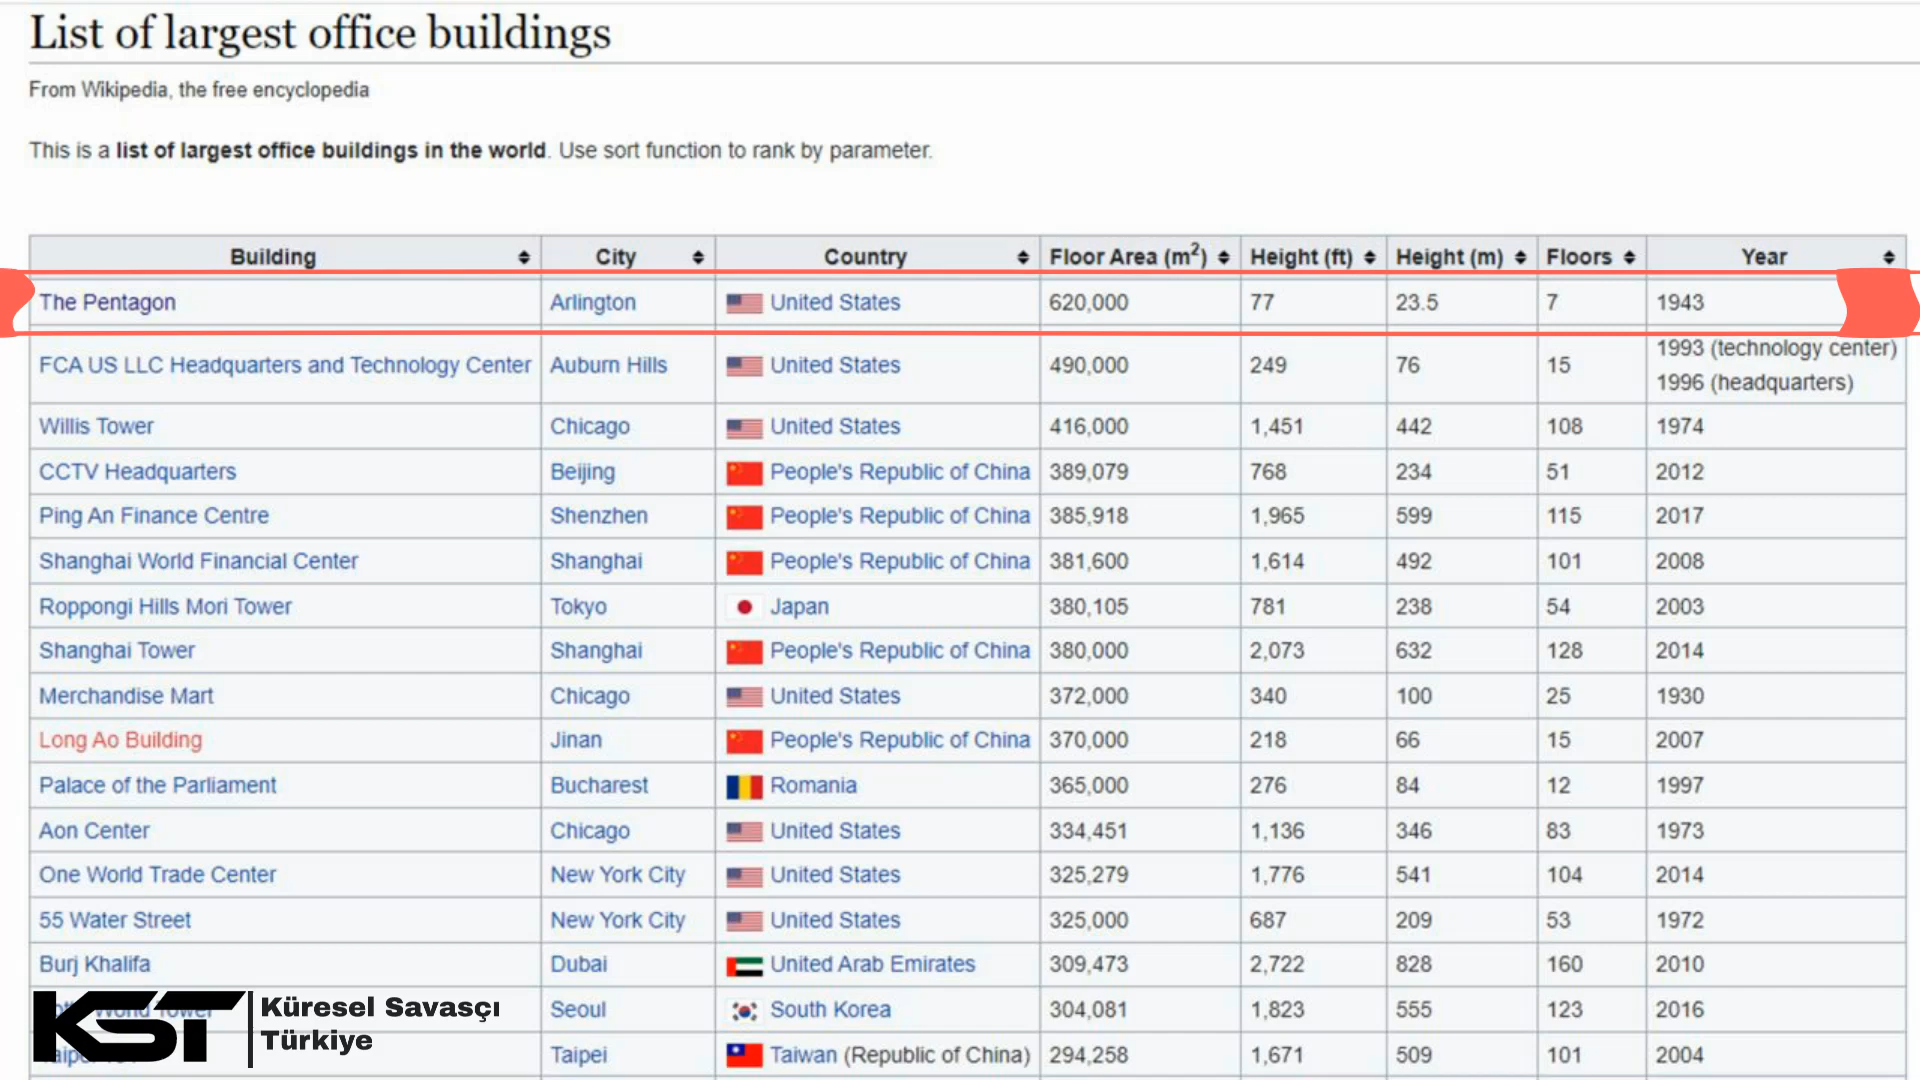 List of largest office buildings
From Wikipedia, the free encyclopedia
This is a list of largest office buildings in the world. Use sort function to rank by parameter.
Building City Country Floor Area (m²) Height (ft) Height (m) Floors Year
The Pentagon Arlington United States 620,000 77 23.5 7 1943
FCA US LLC Headquarters and Technology Center Auburn Hills United States 490,000 249 76 15 1993 (technology center)
1996 (headquarters)
Willis Tower Chicago United States 416,000 1,451 442 108 1974
CCTV Headquarters Beijing People's Republic of China 389,079 768 234 51 2012
Ping An Finance Centre Shenzhen People's Republic of China 385,918 1,965 599 115 2017
Shanghai World Financial Center Shanghai People's Republic of China 381,600 1,614 492 101 2008
Roppongi Hills Mori Tower Tokyo Japan 380,105 781 238 54 2003
Shanghai Tower Shanghai People's Republic of China 380,000 2,073 632 128 2014
Merchandise Mart Chicago United States 372,000 340 100 25 1930
Long Ao Building Jinan People's Republic of China 370,000 218 66 15 2007
Palace of the Parliament Bucharest Romania 365,000 276 84 12 1997
Aon Center Chicago United States 334,451 1,136 346 83 1973
One World Trade Center New York City United States 325,279 1,776 541 104 2014
55 Water Street New York City United States 325,000 687 209 53 1972
Burj Khalifa Dubai United Arab Emirates 309,473 2,722 828 160 2010
World Tower Seoul South Korea 304,081 1,823 555 123 2016
Taipei Taiwan (Republic of China) 294,258 1,671 509 101 2004
KST
Küresel Savaşçı
Türkiye